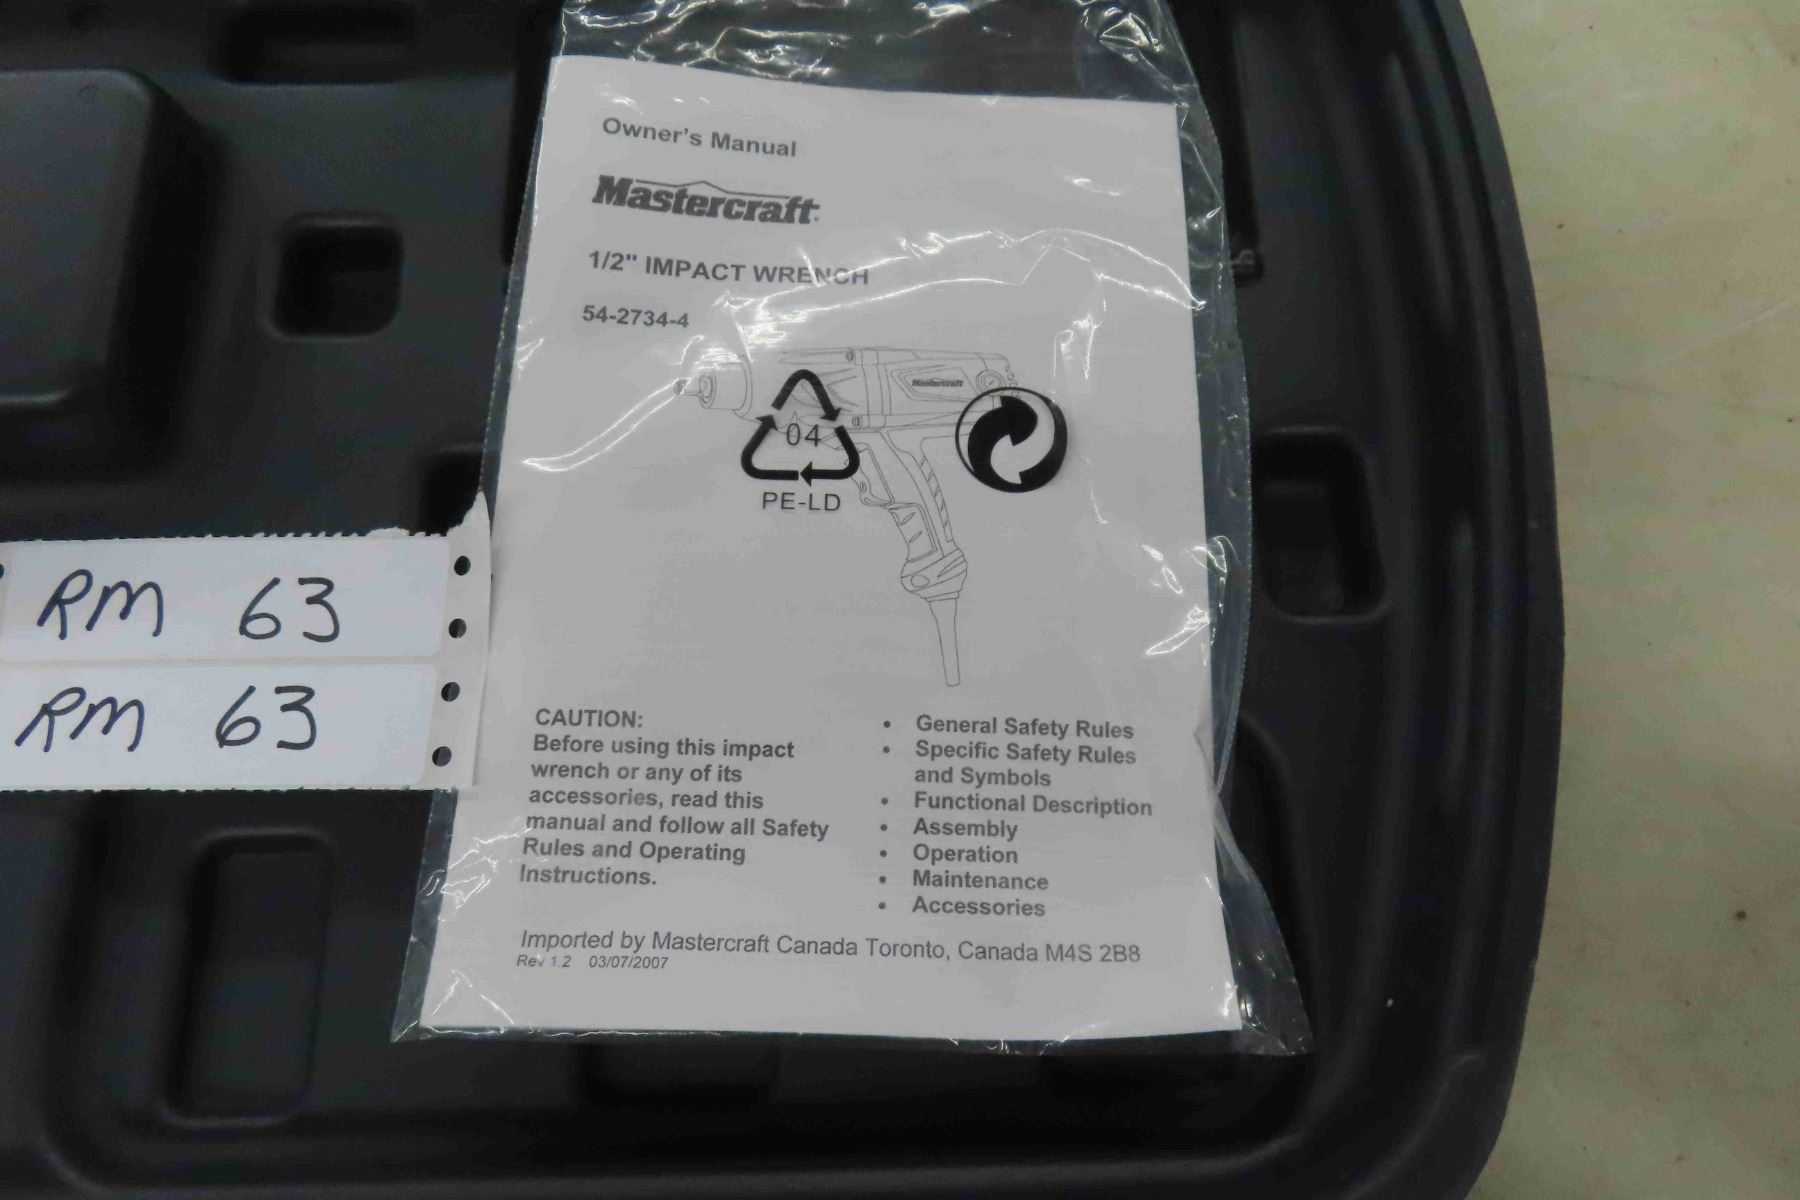 Owner's Manual
Mastercraft
1/2" IMPACT WRENCH
54-2734-4
Mastercraft
04
PE-LD
RM 63
RM 63
CAUTION:
Before using this impact
wrench or any of its
accessories, read this
manual and follow all Safety
Rules and Operating
Instructions.
• General Safety Rules
• Specific Safety Rules
and Symbols
• Functional Description
• Assembly
• Operation
• Maintenance
• Accessories
Imported by Mastercraft Canada Toronto, Canada M4S 2B8
Rev 1.2 03/07/2007